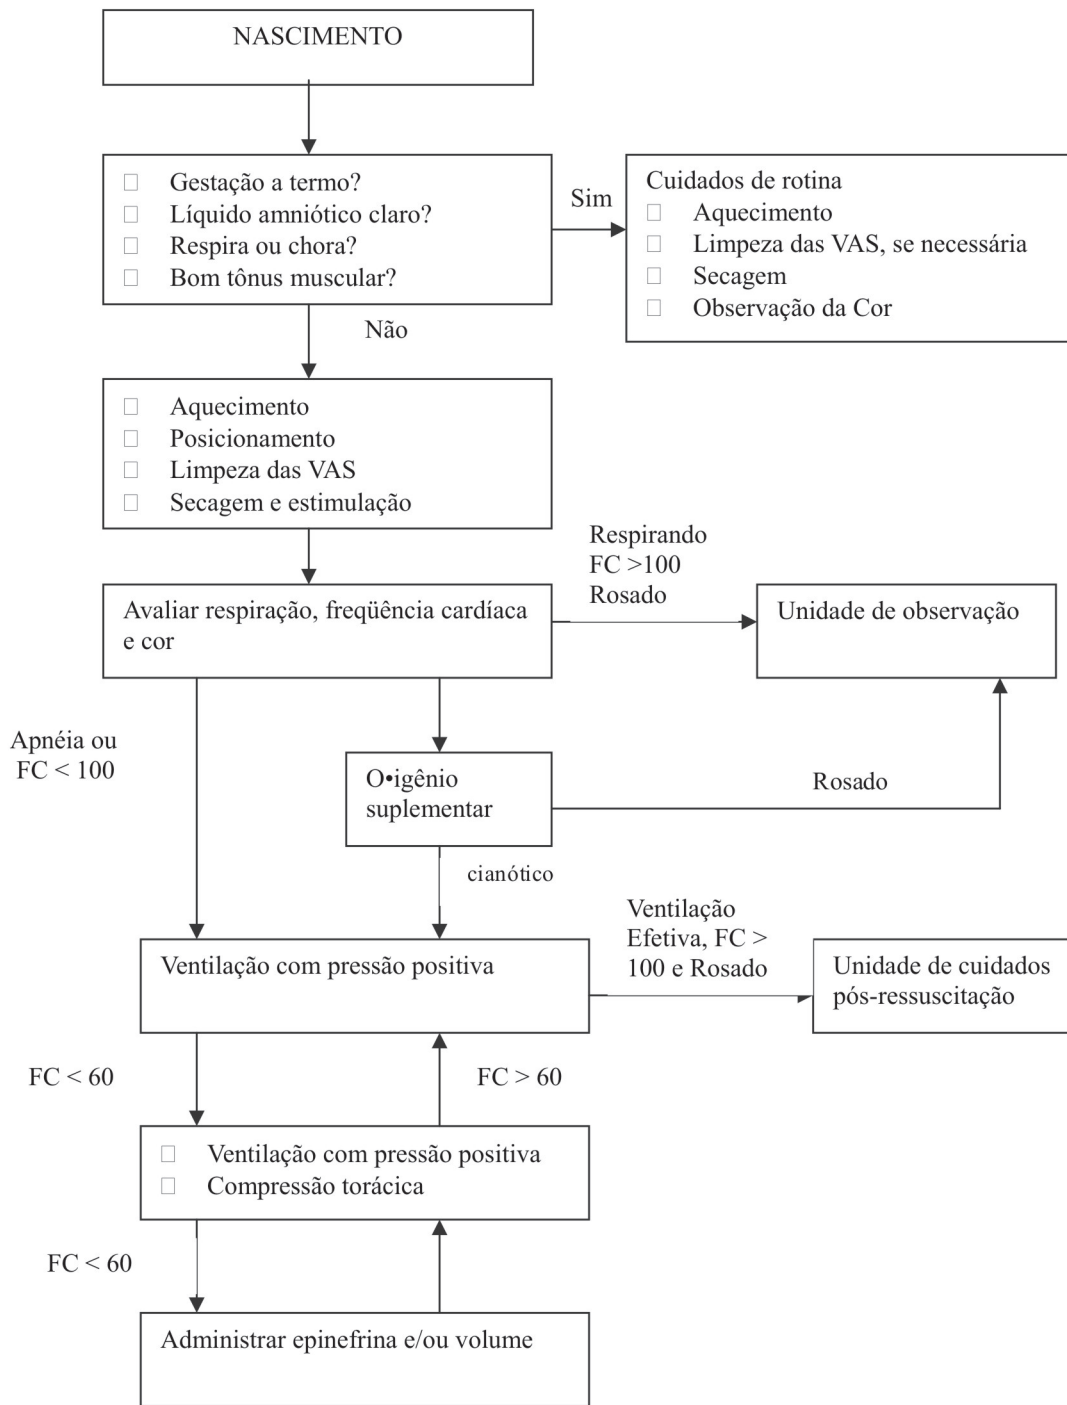 NASCIMENTO
Gestação a termo?
Líquido amniótico claro?
Respira ou chora?
Bom tônus muscular?
Sim
Cuidados de rotina
Aquecimento
Limpeza das VAS, se necessária
Secagem
Observação da Cor
Não
Aquecimento
Posicionamento
Limpeza das VAS
Secagem e estimulação
Respirando
FC >100
Rosado
Avaliar respiração, freqüência cardíaca
e cor
Unidade de observação
Apnéia ou
FC < 100
O•igênio
suplementar
Rosado
cianótico
Ventilação
Efetiva, FC >
100 e Rosado
Ventilação com pressão positiva
Unidade de cuidados
pós-ressuscitação
FC < 60
FC > 60
Ventilação com pressão positiva
Compressão torácica
FC < 60
Administrar epinefrina e/ou volume